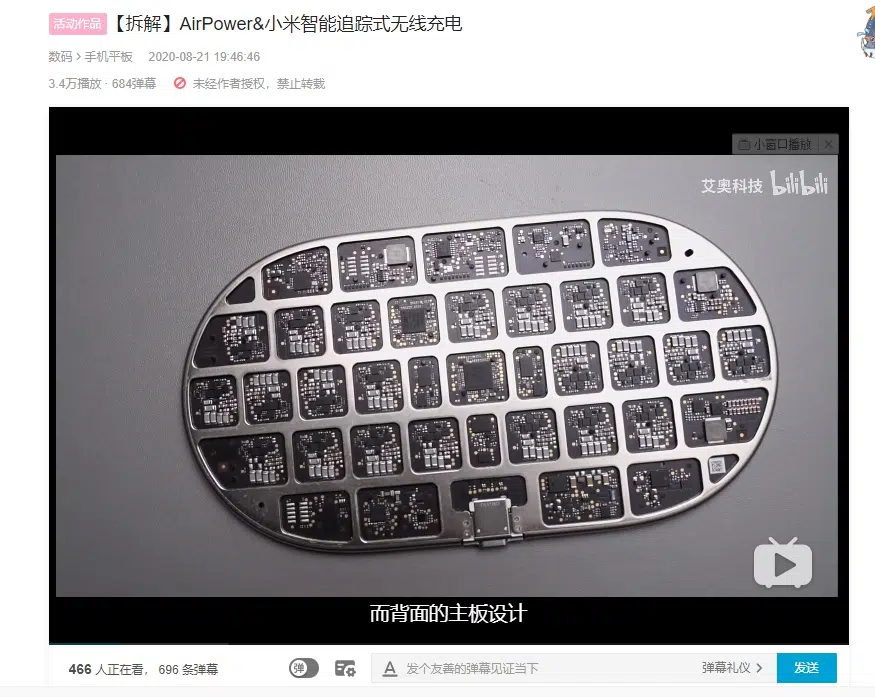 活动作品 【拆解】AirPower&小米智能追踪式无线充电
数码 > 手机平板 2020-08-21 19:46:46
3.4万播放 · 684弹幕 未经作者授权，禁止转载
小窗口播放 ×
艾奥科技 bilibili
而背面的主板设计
466 人正在看， 696 条弹幕 弹 A 发个友善的弹幕见证当下 弹幕礼仪 > 发送